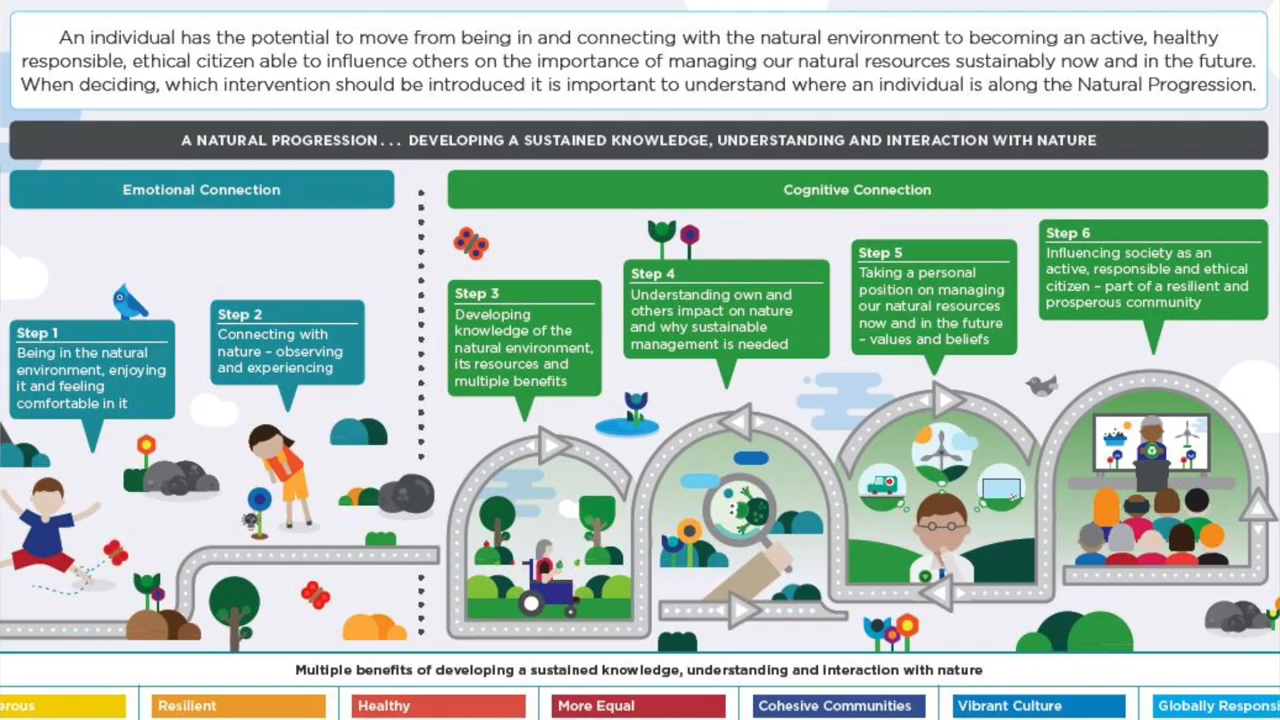 An individual has the potential to move from being in and connecting with the natural environment to becoming an active, healthy
responsible, ethical citizen able to influence others on the importance of managing our natural resources sustainably now and in the future.
When deciding, which intervention should be introduced it is important to understand where an individual is along the Natural Progression.
A NATURAL PROGRESSION... DEVELOPING A SUSTAINED KNOWLEDGE, UNDERSTANDING AND INTERACTION WITH NATURE
Emotional Connection
Cognitive Connection
Step 1
Being in the natural
environment, enjoying
it and feeling
comfortable in it
Step 2
Connecting with
nature – observing
and experiencing
Step 3
Developing
knowledge of the
natural environment,
its resources and
multiple benefits
Step 4
Understanding own and
others impact on nature
and why sustainable
management is needed
Step 5
Taking a personal
position on managing
our natural resources
now and in the future
– values and beliefs
Step 6
Influencing society as an
active, responsible and ethical
citizen – part of a resilient and
prosperous community
Multiple benefits of developing a sustained knowledge, understanding and interaction with nature
erous
Resilient
Healthy
More Equal
Cohesive Communities
Vibrant Culture
Globally Responsi